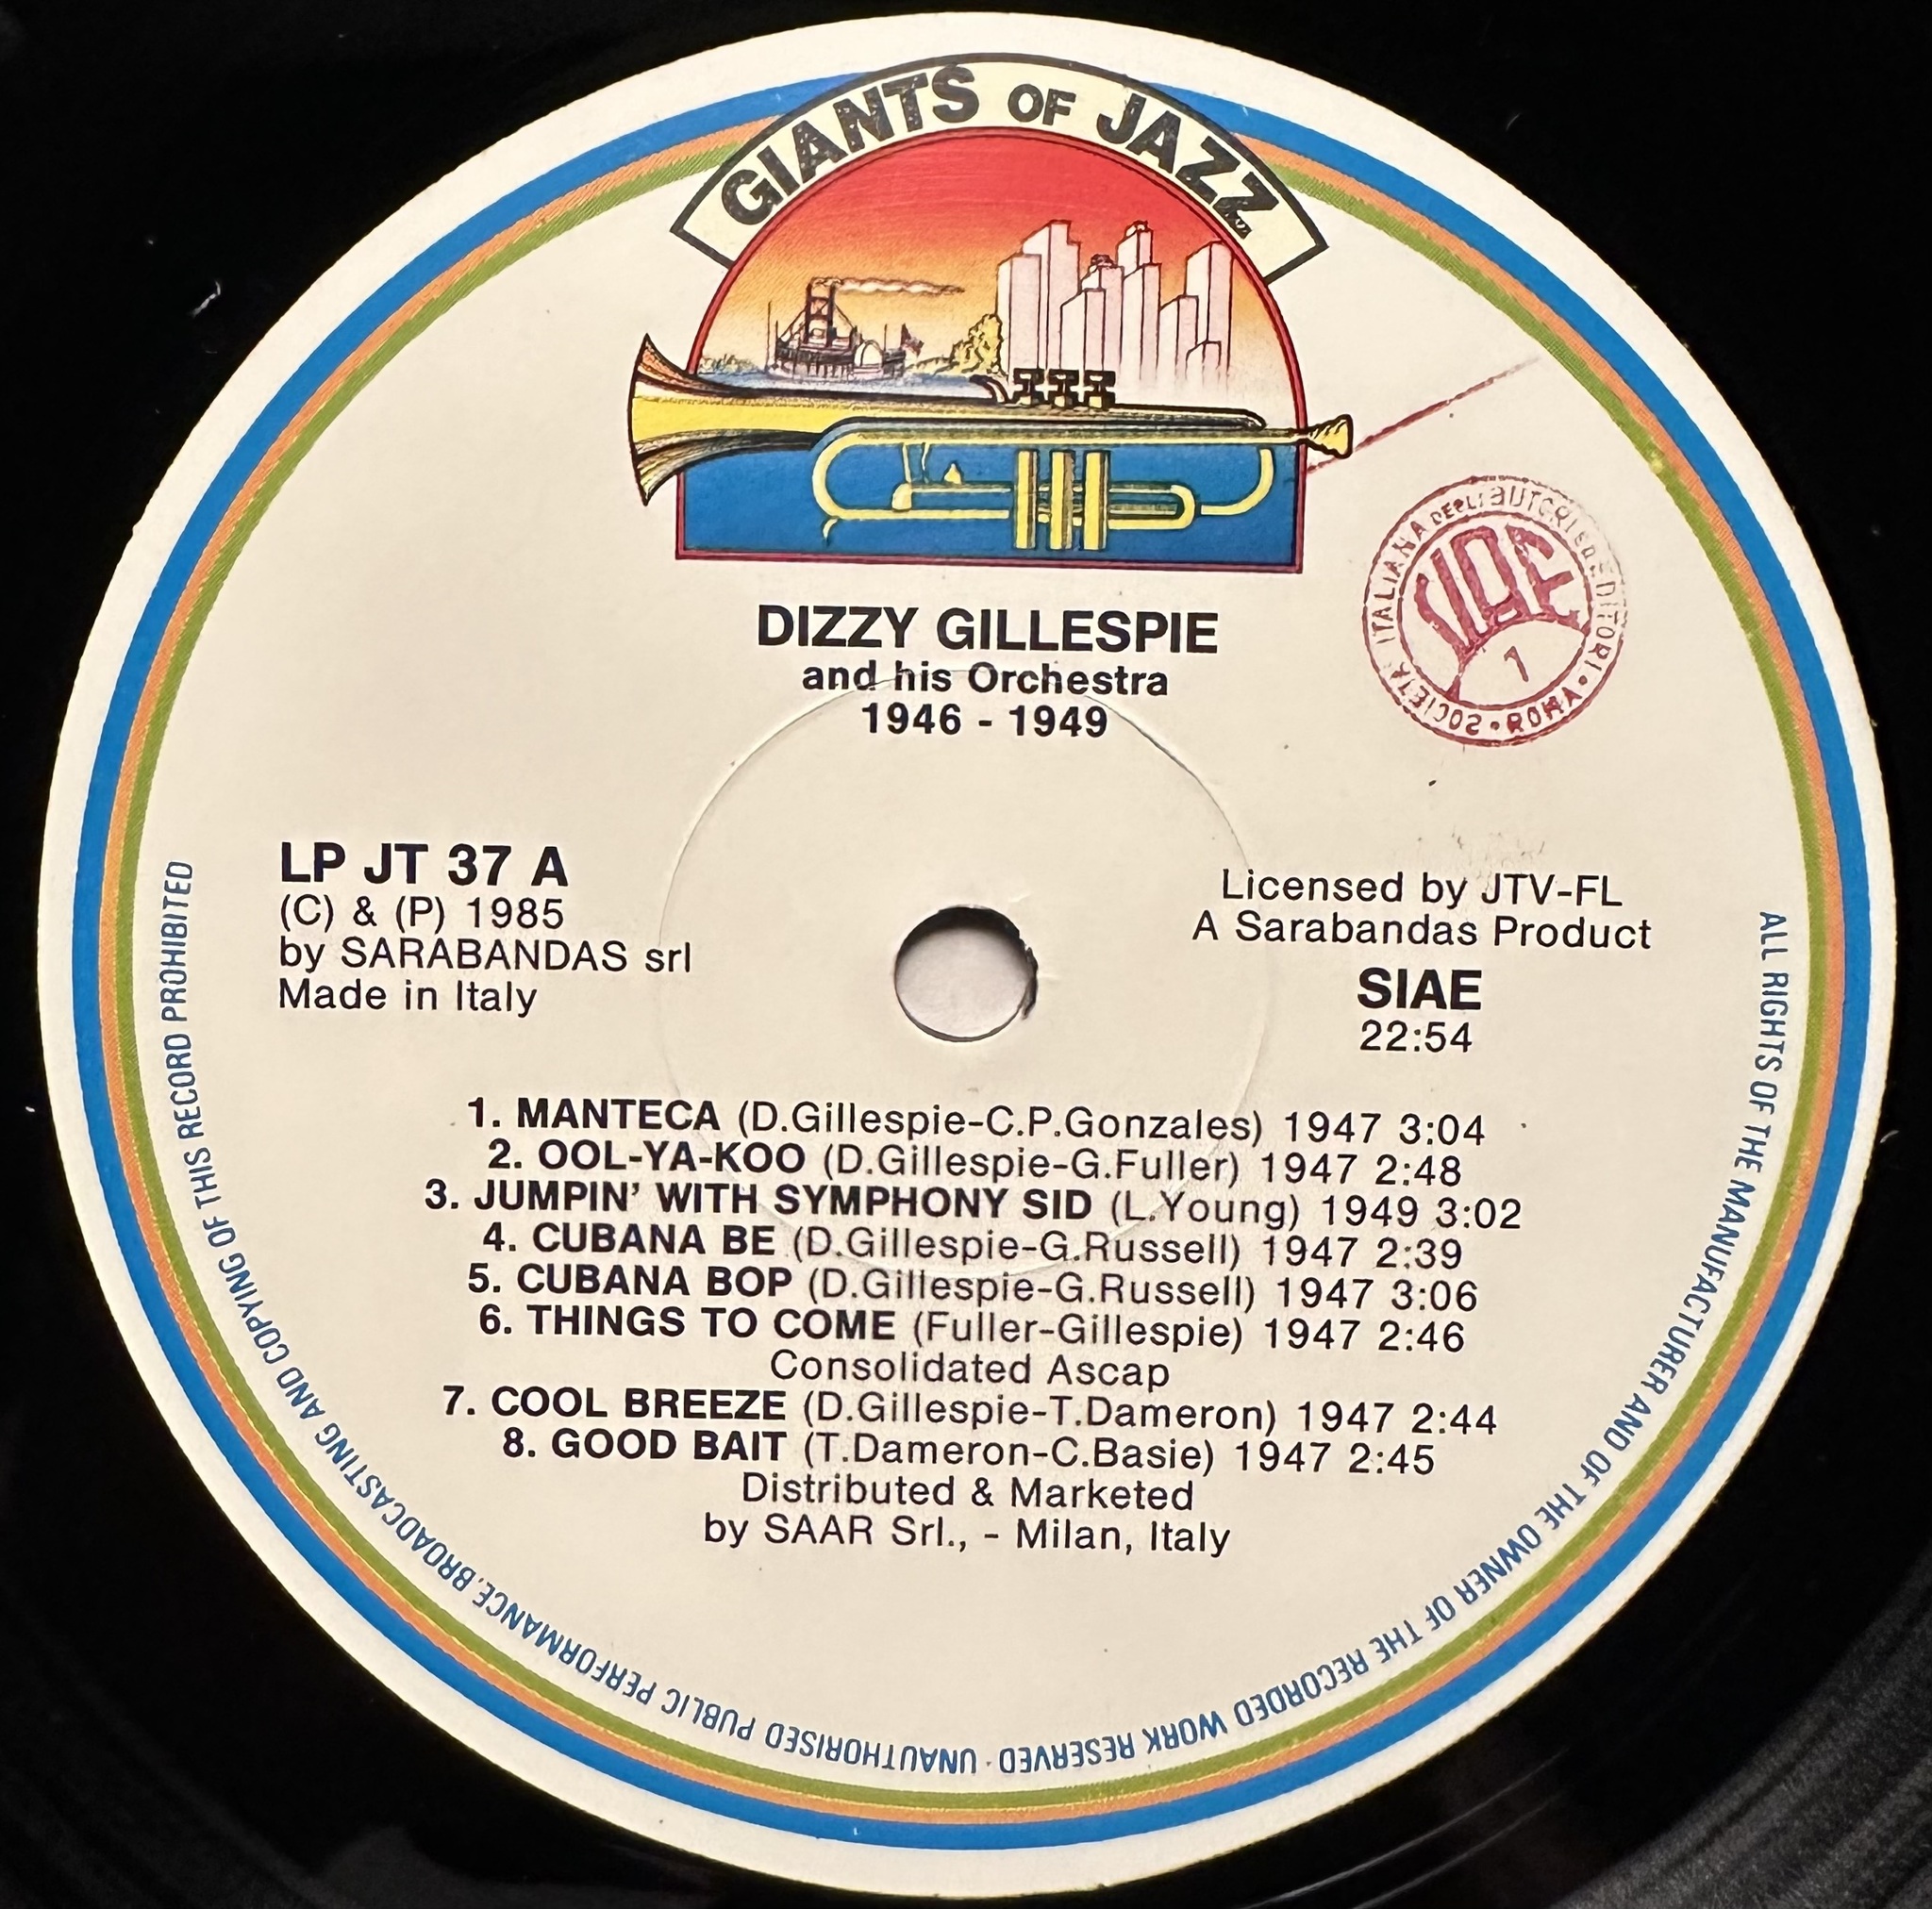 GIANTS OF JAZZ
DIZZY GILLESPIE
and his Orchestra
1946 - 1949
SOCIETA' ITALIANA DEGLI AUTORI ED EDITORI • ROMA •
SIAE
1
LP JT 37 A
(C) & (P) 1985
by SARABANDAS srl
Made in Italy
Licensed by JTV-FL
A Sarabandas Product
SIAE
22:54
1. MANTECA (D.Gillespie-C.P.Gonzales) 1947 3:04
2. OOL-YA-KOO (D.Gillespie-G.Fuller) 1947 2:48
3. JUMPIN' WITH SYMPHONY SID (L.Young) 1949 3:02
4. CUBANA BE (D.Gillespie-G.Russell) 1947 2:39
5. CUBANA BOP (D.Gillespie-G.Russell) 1947 3:06
6. THINGS TO COME (Fuller-Gillespie) 1947 2:46
Consolidated Ascap
7. COOL BREEZE (D.Gillespie-T.Dameron) 1947 2:44
8. GOOD BAIT (T.Dameron-C.Basie) 1947 2:45
Distributed & Marketed
by SAAR Srl., - Milan, Italy
ALL RIGHTS OF THE MANUFACTURER AND OF THE OWNER OF THE RECORDED WORK RESERVED · UNAUTHORISED PUBLIC PERFORMANCE, BROADCASTING AND COPYING OF THIS RECORD PROHIBITED